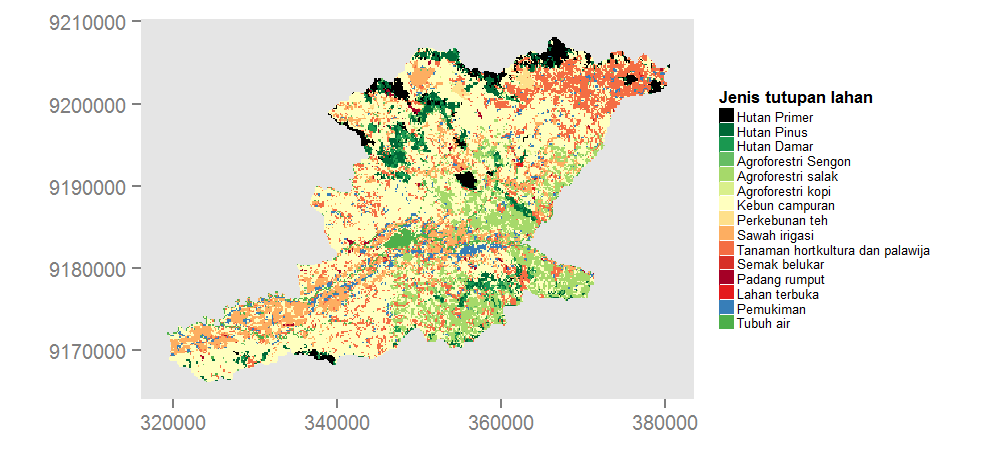 9210000
9200000
9190000
9180000
9170000
320000 340000 360000 380000
Jenis tutupan lahan
Hutan Primer
Hutan Pinus
Hutan Damar
Agroforestri Sengon
Agroforestri salak
Agroforestri kopi
Kebun campuran
Perkebunan teh
Sawah irigasi
Tanaman hortkultura dan palawija
Semak belukar
Padang rumput
Lahan terbuka
Pemukiman
Tubuh air